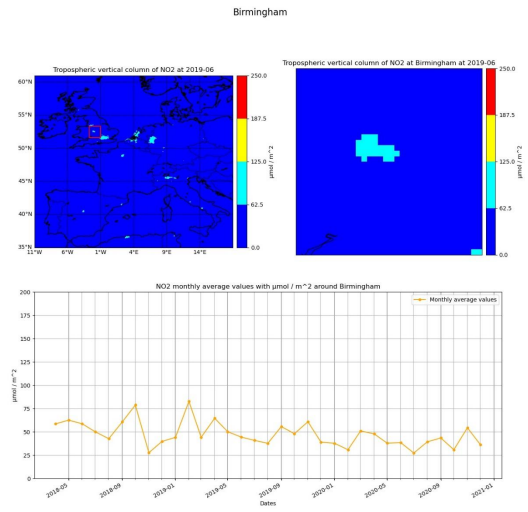 Birmingham
Tropospheric vertical column of NO2 at 2019-06
60°N
55°N
50°N
45°N
40°N
35°N
11°W 6°W 1°W 4°E 9°E 14°E
250.0
187.5
125.0
62.5
0.0
µmol / m^2
Tropospheric vertical column of NO2 at Birmingham at 2019-06
250.0
187.5
125.0
62.5
0.0
µmol / m^2
NO2 monthly average values with µmol / m^2 around Birmingham
Monthly average values
200
175
150
125
100
75
50
25
0
µmol / m^2
2018-05 2018-09 2019-01 2019-05 2019-09 2020-01 2020-05 2020-09 2021-01
Dates